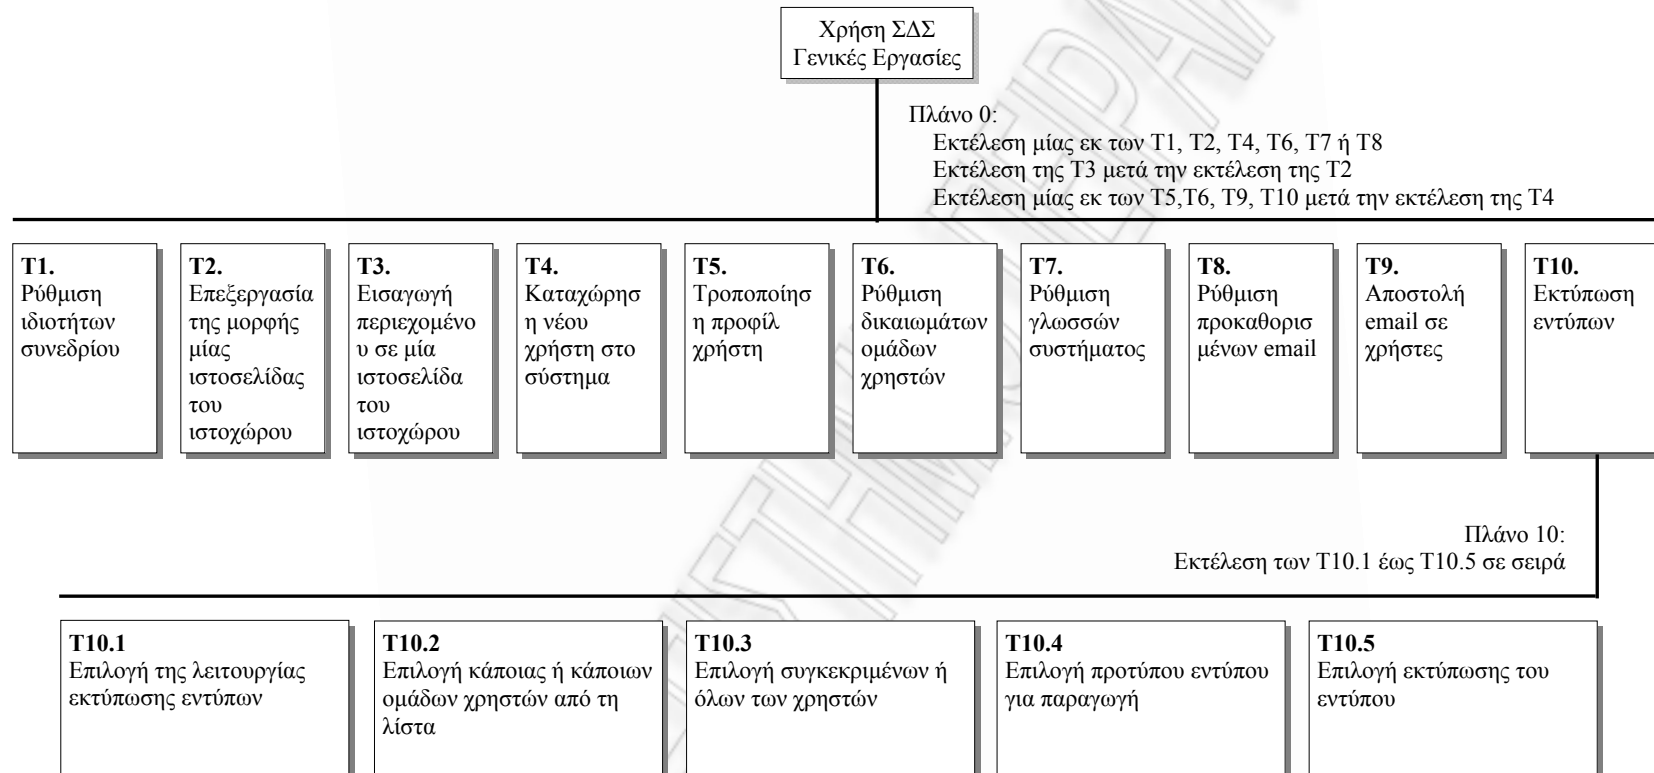 Χρήση ΣΔΣ
Γενικές Εργασίες
Πλάνο 0:
Εκτέλεση μίας εκ των Τ1, Τ2, Τ4, Τ6, Τ7 ή Τ8
Εκτέλεση της Τ3 μετά την εκτέλεση της Τ2
Εκτέλεση μίας εκ των Τ5,Τ6, Τ9, Τ10 μετά την εκτέλεση της Τ4
Τ1.
Ρύθμιση
ιδιοτήτων
συνεδρίου
Τ2.
Επεξεργασία
της μορφής
μίας
ιστοσελίδας
του
ιστοχώρου
Τ3.
Εισαγωγή
περιεχομένο
υ σε μία
ιστοσελίδα
του
ιστοχώρου
Τ4.
Καταχώρησ
η νέου
χρήστη στο
σύστημα
Τ5.
Τροποποίησ
η προφίλ
χρήστη
Τ6.
Ρύθμιση
δικαιωμάτων
ομάδων
χρηστών
Τ7.
Ρύθμιση
γλωσσών
συστήματος
Τ8.
Ρύθμιση
προκαθορισ
μένων email
Τ9.
Αποστολή
email σε
χρήστες
Τ10.
Εκτύπωση
εντύπων
Πλάνο 10:
Εκτέλεση των Τ10.1 έως Τ10.5 σε σειρά
Τ10.1
Επιλογή της λειτουργίας
εκτύπωσης εντύπων
Τ10.2
Επιλογή κάποιας ή κάποιων
ομάδων χρηστών από τη
λίστα
Τ10.3
Επιλογή συγκεκριμένων ή
όλων των χρηστών
Τ10.4
Επιλογή προτύπου εντύπου
για παραγωγή
Τ10.5
Επιλογή εκτύπωσης του
εντύπου